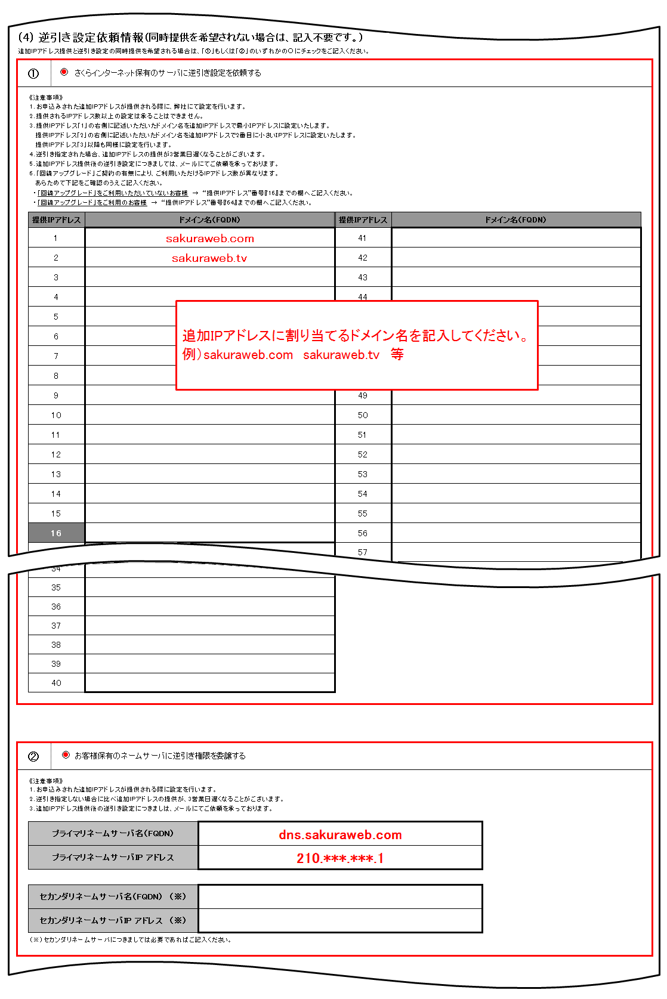 (4) 逆引き設定依頼情報(同時提供を希望されない場合は、記入不要です。)
追加IPアドレス提供と逆引き設定の同時提供を希望される場合は、「①」もしくは「②」のいずれかの〇にチェックをご記入ください。
① さくらインターネット保有のサーバに逆引き設定を依頼する
《注意事項》
1.お申込みされた追加IPアドレスが提供される際に、弊社にて設定を行います。
2.提供されるIPアドレス数以上の設定は承ることはできません。
3.提供IPアドレス「1」の右側に記述いただいたドメイン名を追加IPアドレスで最小IPアドレスに設定いたします。
提供IPアドレス「2」の右側に記述いただいたドメイン名を追加IPアドレスで2番目に小さいIPアドレスに設定いたします。
提供IPアドレス「3」以降も同様に設定を行います。
4.逆引き指定された場合、追加IPアドレスの提供が3営業日遅くなることがございます。
5.追加IPアドレス提供後の逆引き設定につきましては、メールにてご依頼を承っております。
6.「回線アップグレード」ご契約の有無により、ご利用いただけるIPアドレス数が異なります。
あらためて下記をご確認のうえご記入ください。
・「回線アップグレード」をご利用いただいていないお客様 → “提供IPアドレス”番号『16』までの欄へご記入ください。
・「回線アップグレード」をご利用のお客様 → “提供IPアドレス”番号『64』までの欄へご記入ください。
提供IPアドレス ドメイン名(FQDN) 提供IPアドレス ドメイン名(FQDN)
1 sakuraweb.com 41
2 sakuraweb.tv 42
3 43
4 44
5
追加IPアドレスに割り当てるドメイン名を記入してください。
6
例)sakuraweb.com sakuraweb.tv 等
7
8
9 49
10 50
11 51
12 52
13 53
14 54
15 55
16 56
57
34
35
36
37
38
39
40
② お客様保有のネームサーバに逆引き権限を委譲する
《注意事項》
1.お申込みされた追加IPアドレスが提供される際に設定を行います。
2.逆引き指定しない場合に比べ追加IPアドレスの提供が、3営業日遅くなることがございます。
3.追加IPアドレス提供後の逆引き設定につきましは、メールにてご依頼を承っております。
プライマリネームサーバ名(FQDN) dns.sakuraweb.com
プライマリネームサーバIP アドレス 210.***.***.1
セカンダリネームサーバ名(FQDN) (※)
セカンダリネームサーバIP アドレス (※)
(※)セカンダリネームサーバにつきましては必要であればご記入ください。